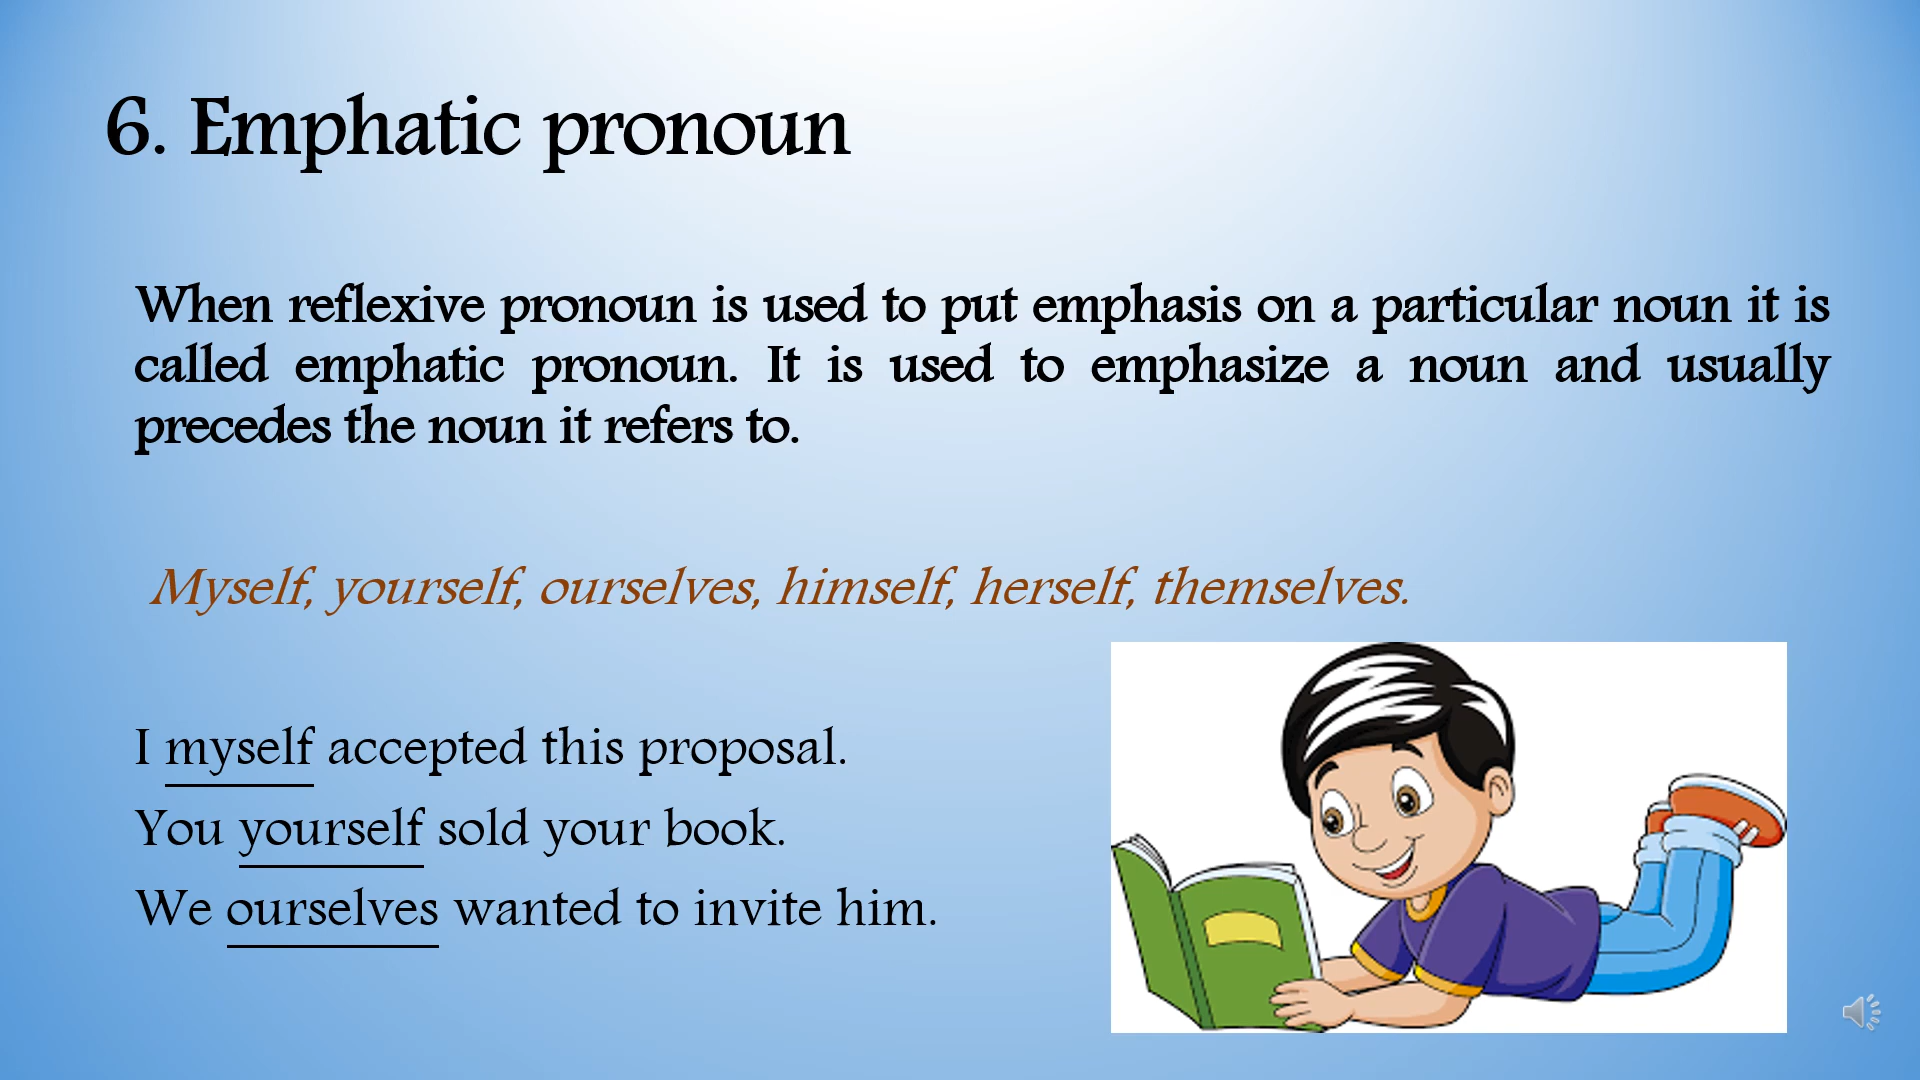 6. Emphatic pronoun
When reflexive pronoun is used to put emphasis on a particular noun it is
called emphatic pronoun. It is used to emphasize a noun and usually
precedes the noun it refers to.
Myself, yourself, ourselves, himself, herself, themselves.
I myself accepted this proposal.
You yourself sold your book.
We ourselves wanted to invite him.